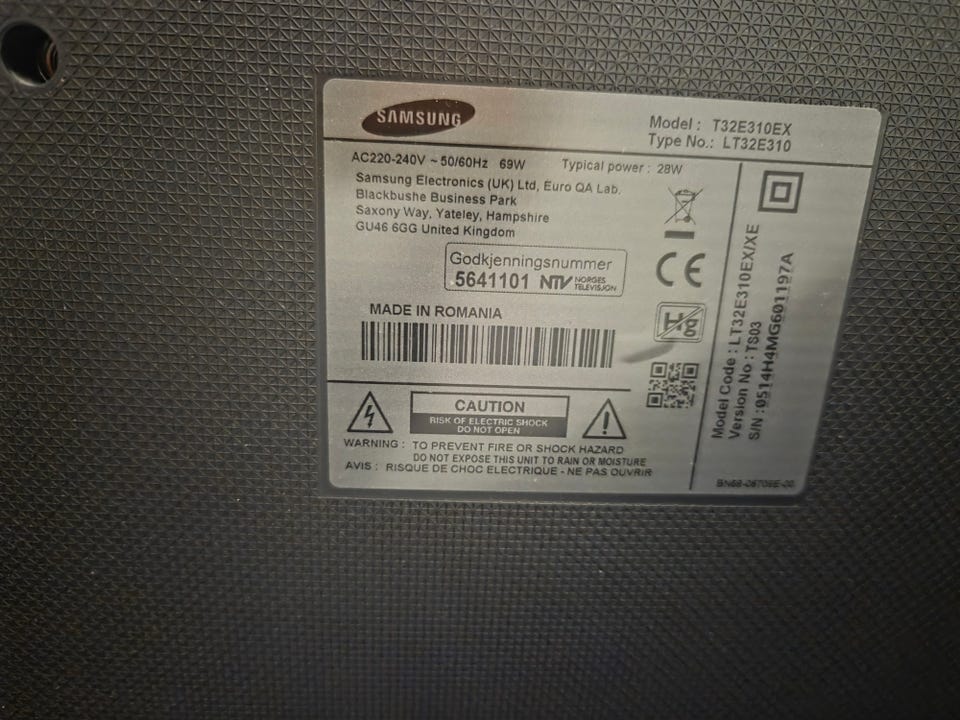 SAMSUNG
Model : T32E310EX
Type No.: LT32E310
AC220-240V ~ 50/60Hz 69W Typical power : 28W
Samsung Electronics (UK) Ltd, Euro QA Lab.
Blackbushe Business Park
Saxony Way, Yateley, Hampshire
GU46 6GG United Kingdom
Godkjenningsnummer
5641101 NTV NORGES
TELEVISJON
CE
Hg
MADE IN ROMANIA
CAUTION
RISK OF ELECTRIC SHOCK
DO NOT OPEN
WARNING : TO PREVENT FIRE OR SHOCK HAZARD
DO NOT EXPOSE THIS UNIT TO RAIN OR MOISTURE
AVIS : RISQUE DE CHOC ELECTRIQUE - NE PAS OUVRIR
Model Code : LT32E310EX/XE
Version No : TS03
S/N : 0514H4MG601197A